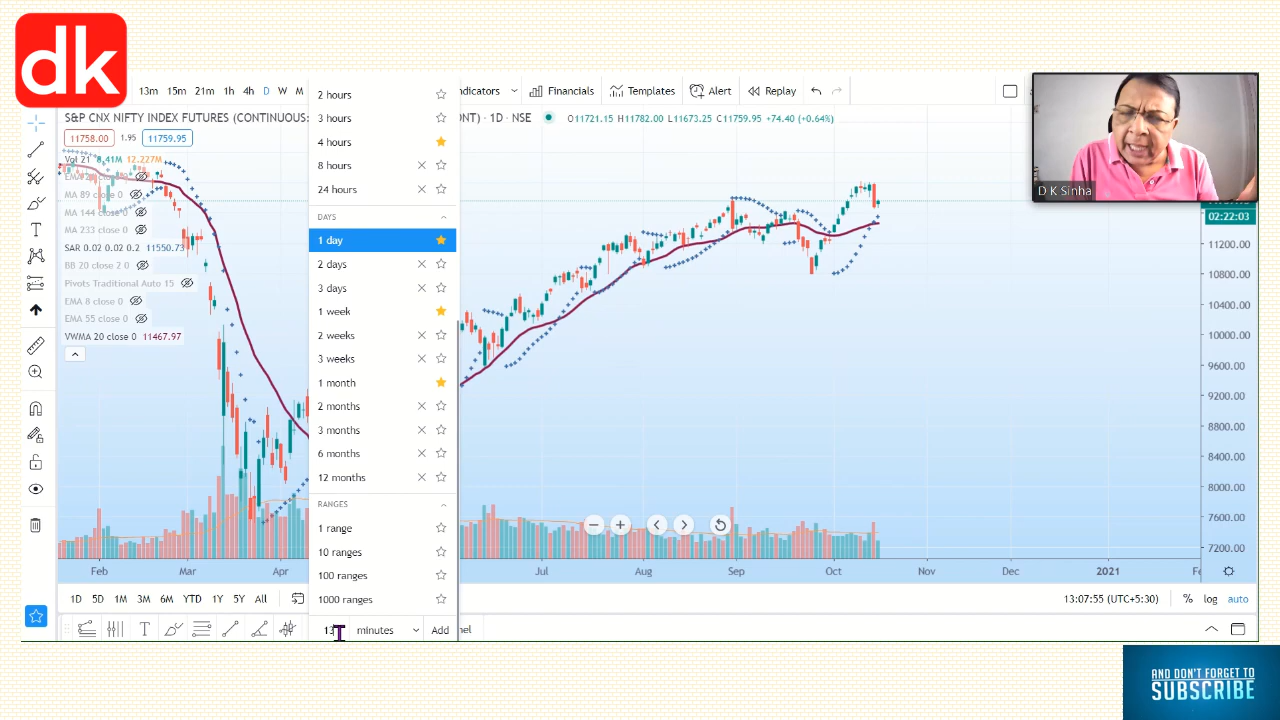 dk
13m 15m 21m 1h 4h D W M
ndicators Financials Templates Alert Replay
S&P CNX NIFTY INDEX FUTURES (CONTINUOUS:
NT) · 1D · NSE
O11721.15 H11782.00 L11673.25 C11759.95 +74.40 (+0.64%)
11758.00 1.95 11759.95
Vol 21 8.41M 12.227M
MA 89 close 0
MA 144 close 0
MA 233 close 0
SAR 0.02 0.02 0.2 11550.73
BB 20 close 2 0
Pivots Traditional Auto 15
EMA 8 close 0
EMA 55 close 0
VWMA 20 close 0 11467.97
2 hours
3 hours
4 hours
8 hours
24 hours
DAYS
1 day
2 days
3 days
1 week
2 weeks
3 weeks
1 month
2 months
3 months
6 months
12 months
RANGES
1 range
10 ranges
100 ranges
1000 ranges
13 minutes Add
nel
D K Sinha
02:22:03
11200.00
10800.00
10400.00
10000.00
9600.00
9200.00
8800.00
8400.00
8000.00
7600.00
7200.00
Feb Mar Apr Jul Aug Sep Oct Nov Dec 2021
1D 5D 1M 3M 6M YTD 1Y 5Y All
13:07:55 (UTC+5:30) % log auto
AND DON'T FORGET TO
SUBSCRIBE